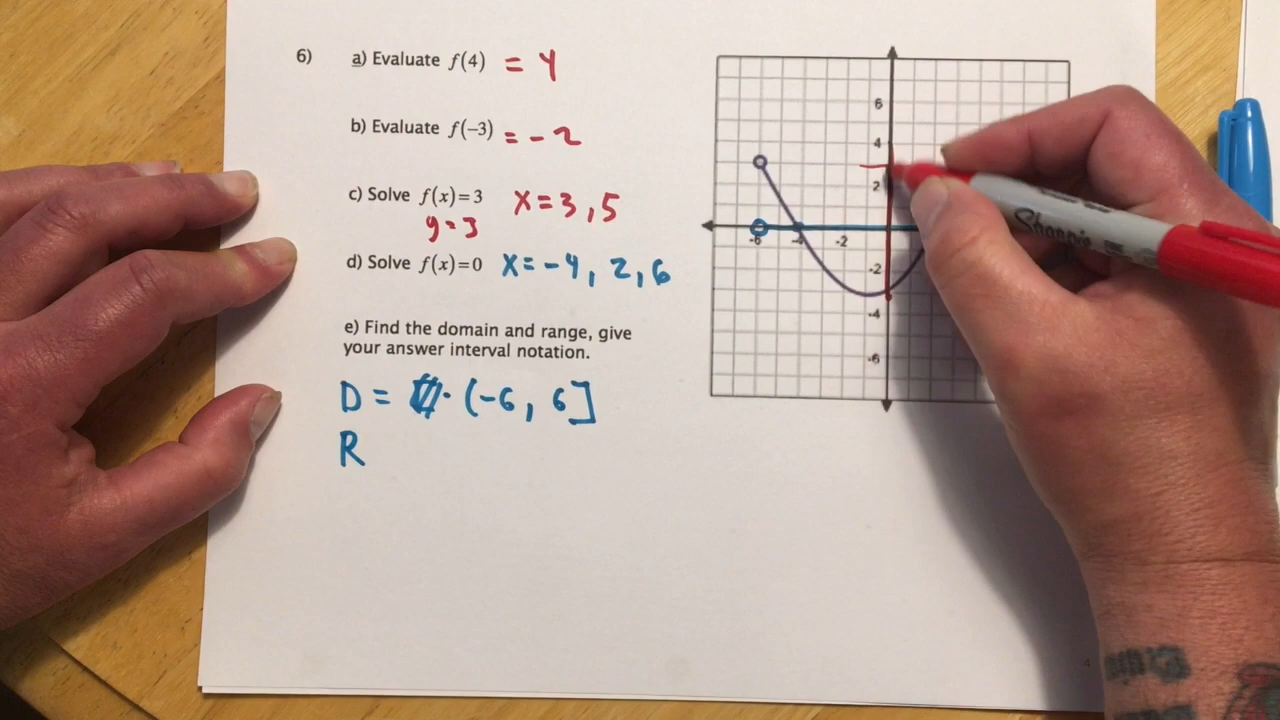 6) a) Evaluate f(4) = 4
b) Evaluate f(−3) = -2
c) Solve f(x)=3 x=3,5
y=3
d) Solve f(x)=0 x=-4, 2, 6
e) Find the domain and range, give
your answer interval notation.
D = (-6, 6]
R
6
4
2
-6 -4 -2
-2
-4
-6
Sharpie
4